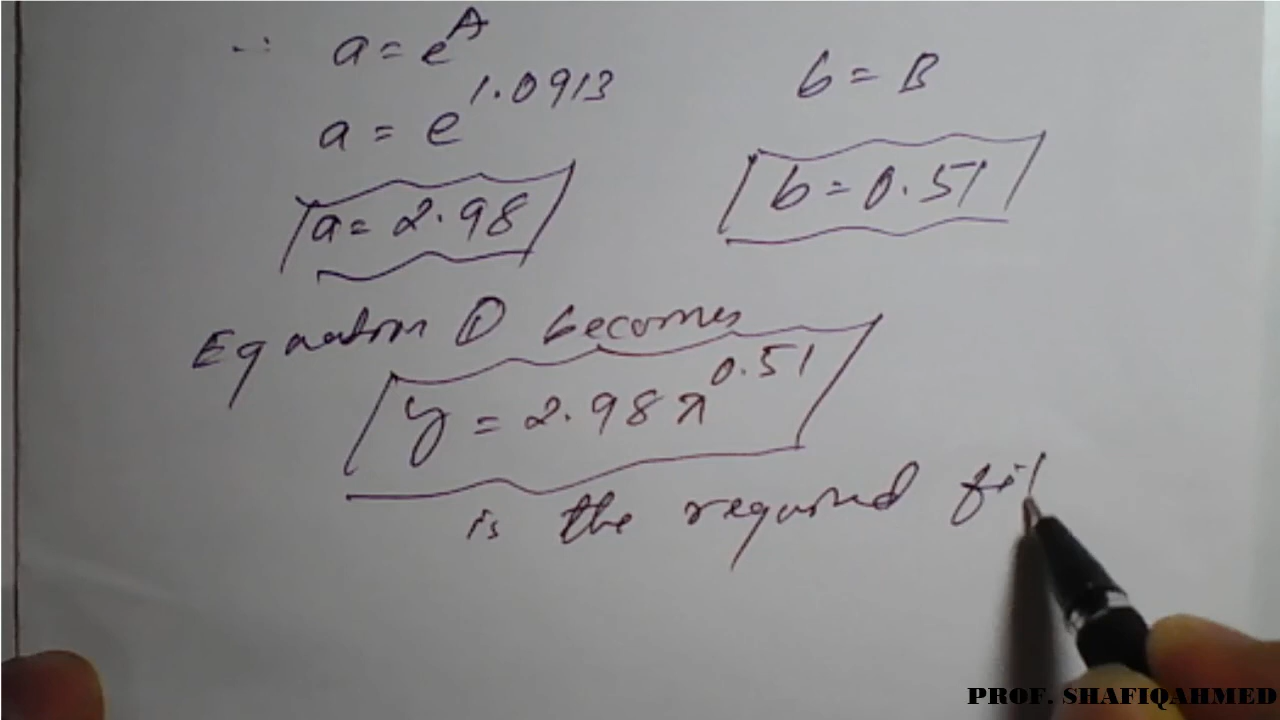 ∴ a = e^A
a = e^1.0913
a = 2.98
b = B
b = 0.51
Equation ① becomes
y = 2.98 x^0.51
is the required fit
PROF. SHAFIQAHMED